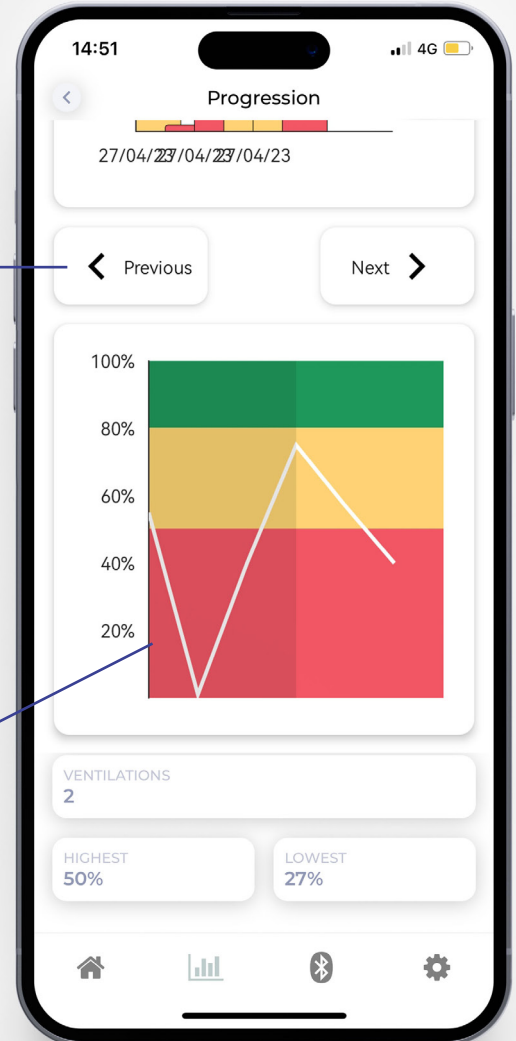 14:51
4G
Progression
27/04/23
27/04/23
27/04/23
Previous
Next
100%
80%
60%
40%
20%
VENTILATIONS
2
HIGHEST
50%
LOWEST
27%